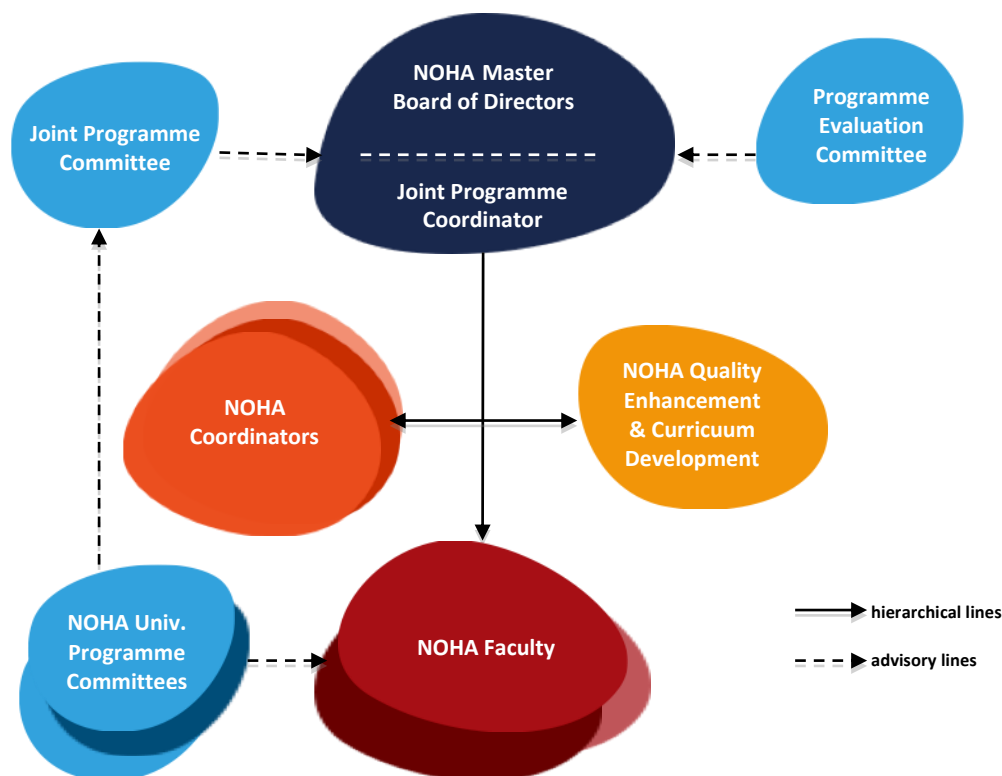 NOHA Master
Board of Directors
Joint Programme
Coordinator
Joint Programme
Committee
Programme
Evaluation
Committee
NOHA
Coordinators
NOHA Quality
Enhancement
& Curricuum
Development
NOHA Univ.
Programme
Committees
NOHA Faculty
hierarchical lines
advisory lines